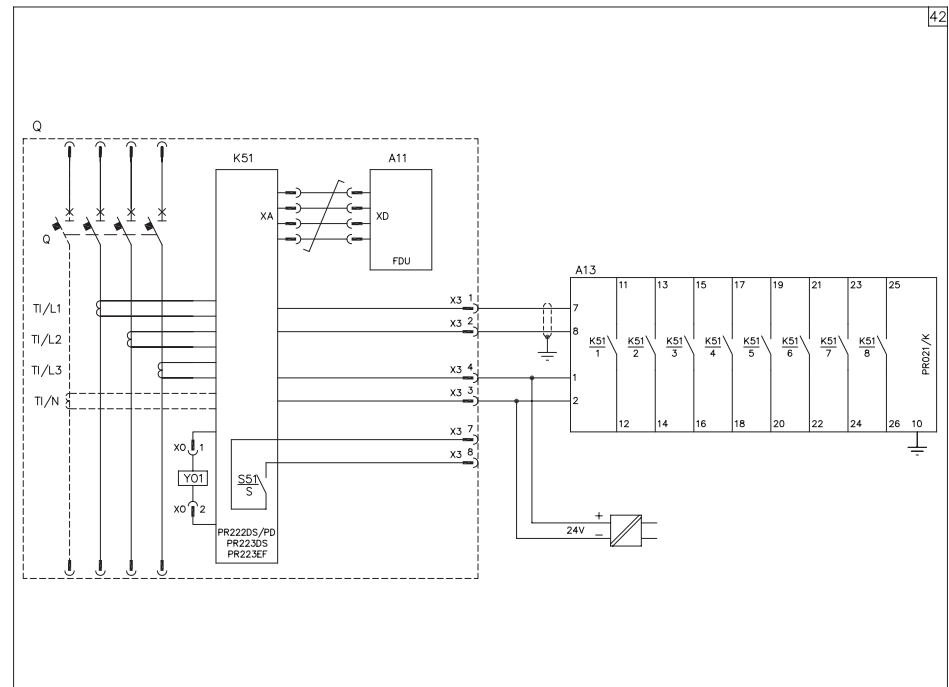 42
Q
K51
A11
XA
XD
FDU
Q
A13
11 13 15 17 19 21 23 25
X3 1
7
TI/L1
X3 2
8
TI/L2
K51 K51 K51 K51 K51 K51 K51 K51
1 2 3 4 5 6 7 8
PR021/K
TI/L3
X3 4
1
X3 3
2
TI/N
12 14 16 18 20 22 24 26 10
X3 7
X0 1
X3 8
Y01
S51
S
X0 2
+
24V
−
PR222DS/PD
PR223DS
PR223EF